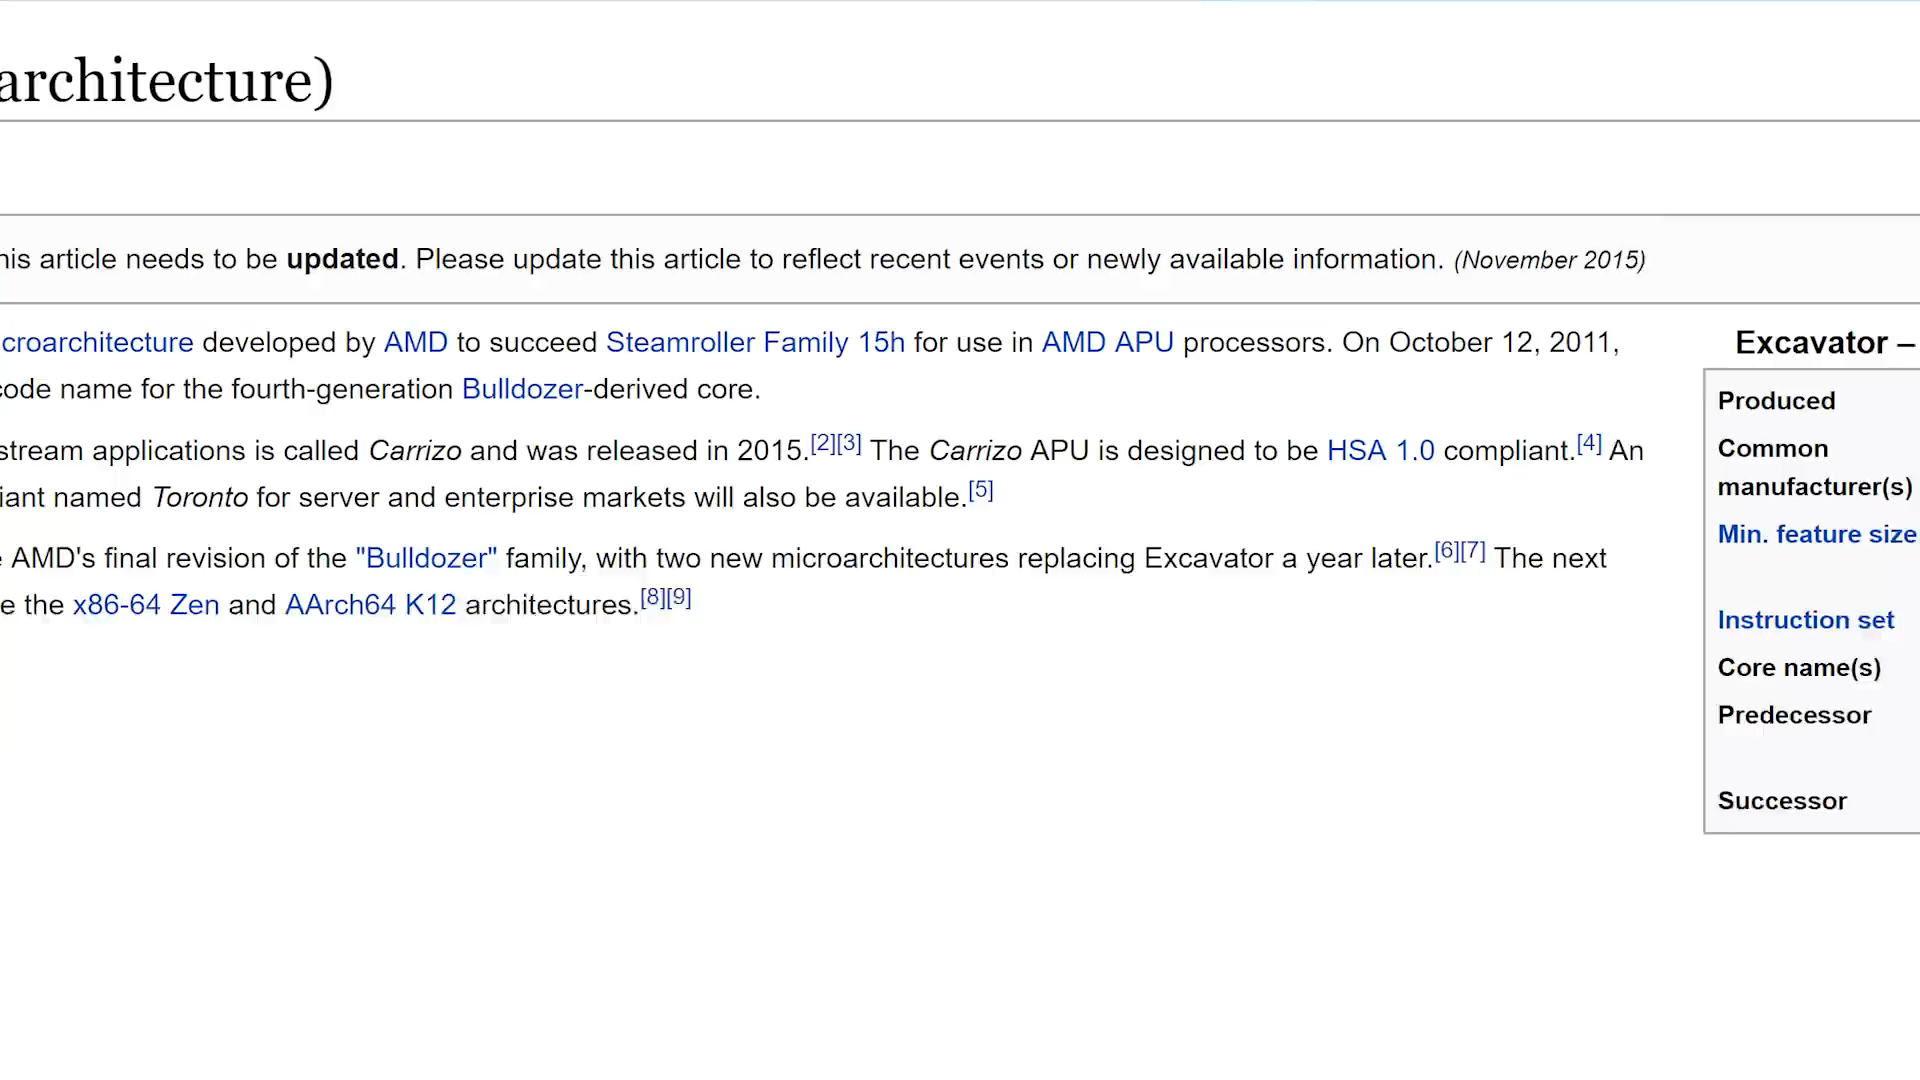 architecture)
his article needs to be updated. Please update this article to reflect recent events or newly available information. (November 2015)
croarchitecture developed by AMD to succeed Steamroller Family 15h for use in AMD APU processors. On October 12, 2011,
code name for the fourth-generation Bulldozer-derived core.
stream applications is called Carrizo and was released in 2015.[2][3] The Carrizo APU is designed to be HSA 1.0 compliant.[4] An
iant named Toronto for server and enterprise markets will also be available.[5]
e AMD's final revision of the "Bulldozer" family, with two new microarchitectures replacing Excavator a year later.[6][7] The next
e the x86-64 Zen and AArch64 K12 architectures.[8][9]
Excavator –
Produced
Common
manufacturer(s)
Min. feature size
Instruction set
Core name(s)
Predecessor
Successor